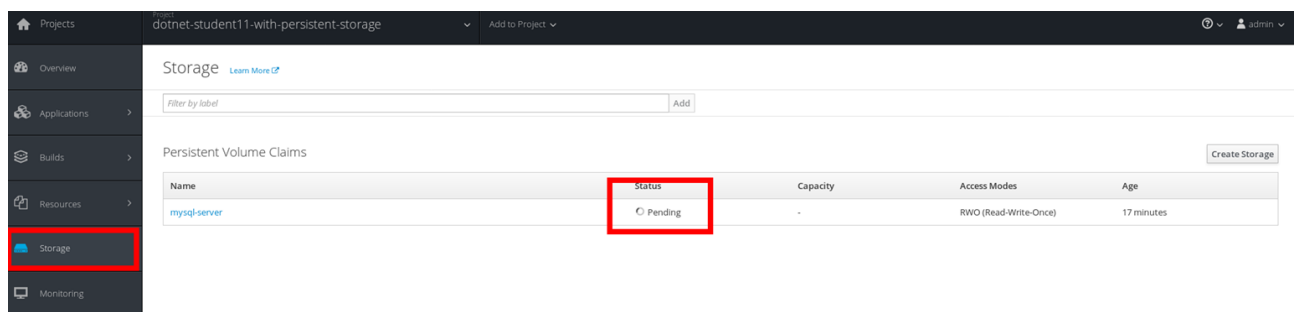 Projects
Project
dotnet-student11-with-persistent-storage
Add to Project
admin
Overview
Applications
Builds
Resources
Storage
Monitoring
Storage Learn More
Filter by label
Add
Persistent Volume Claims
Create Storage
Name Status Capacity Access Modes Age
mysql-server Pending - RWO (Read-Write-Once) 17 minutes